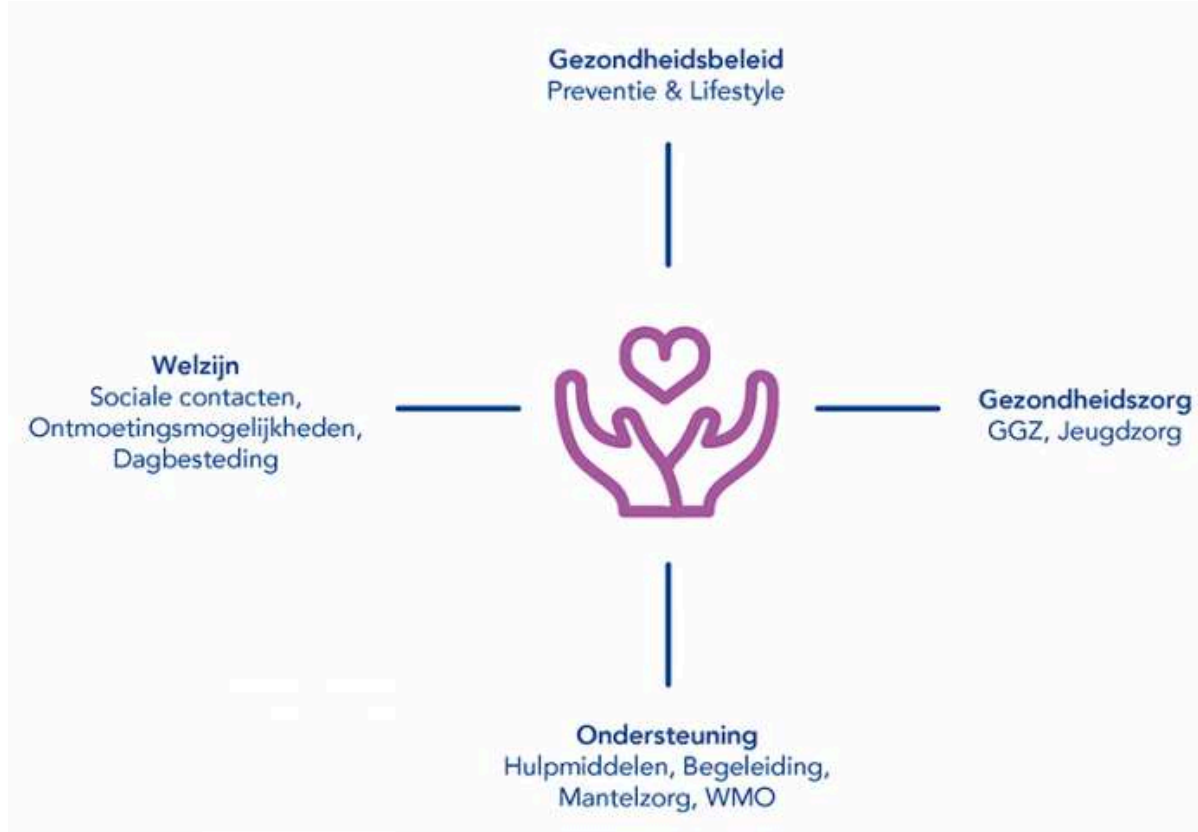 Gezondheidsbeleid
Preventie & Lifestyle
Welzijn
Sociale contacten,
Ontmoetingsmogelijkheden,
Dagbesteding
Gezondheidszorg
GGZ, Jeugdzorg
Ondersteuning
Hulpmiddelen, Begeleiding,
Mantelzorg, WMO